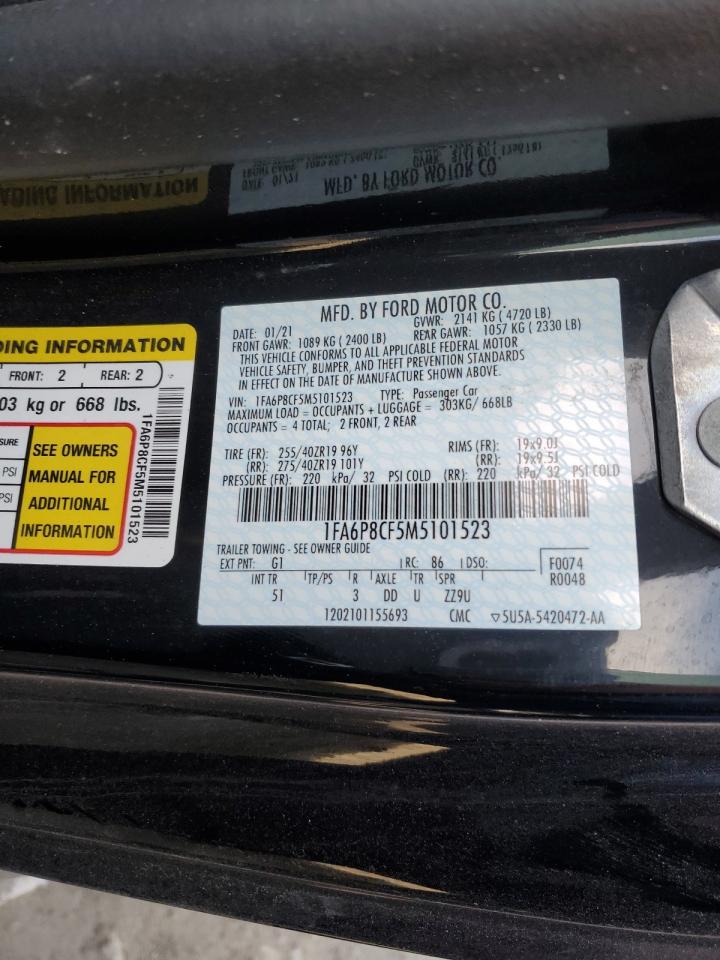 MFD. BY FORD MOTOR CO.
DATE: 01/21
GVWR: 2141 KG ( 4720 LB)
FRONT GAWR: 1089 KG ( 2400 LB)
REAR GAWR: 1057 KG ( 2330 LB)
THIS VEHICLE CONFORMS TO ALL APPLICABLE FEDERAL MOTOR
VEHICLE SAFETY, BUMPER, AND THEFT PREVENTION STANDARDS
IN EFFECT ON THE DATE OF MANUFACTURE SHOWN ABOVE.
VIN: 1FA6P8CF5M5101523 TYPE: Passenger Car
MAXIMUM LOAD = OCCUPANTS + LUGGAGE = 303KG/ 668LB
OCCUPANTS = 4 TOTAL; 2 FRONT, 2 REAR
TIRE (FR): 255/40ZR19 96Y RIMS (FR): 19x9.0J
(RR): 275/40ZR19 101Y (RR): 19x9.5J
PRESSURE (FR): 220 kPa/ 32 PSI COLD (RR): 220 kPa/ 32 PSI COLD
1FA6P8CF5M5101523
TRAILER TOWING - SEE OWNER GUIDE
EXT PNT: G1 RC: 86 DSO: F0074
R0048
INT TR TP/PS R AXLE TR SPR
51 3 DD U ZZ9U
1202101155693 CMC ▽5U5A-5420472-AA
DING INFORMATION
FRONT: 2 REAR: 2
03 kg or 668 lbs.
SURE
PSI
PSI
SEE OWNERS
MANUAL FOR
ADDITIONAL
INFORMATION
1FA6P8CF5M5101523